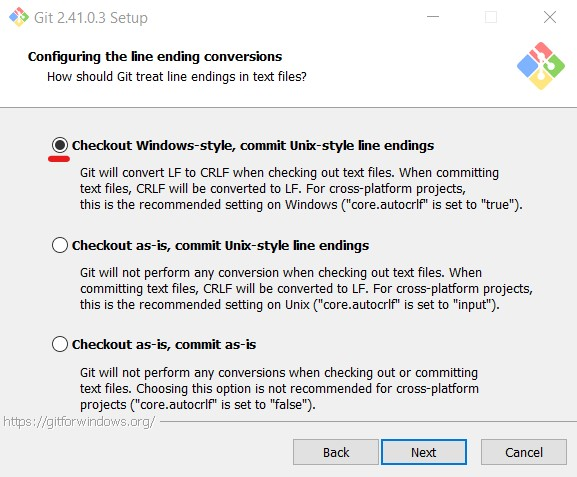 Git 2.41.0.3 Setup
Configuring the line ending conversions
How should Git treat line endings in text files?
Checkout Windows-style, commit Unix-style line endings
Git will convert LF to CRLF when checking out text files. When committing
text files, CRLF will be converted to LF. For cross-platform projects,
this is the recommended setting on Windows ("core.autocrlf" is set to "true").
Checkout as-is, commit Unix-style line endings
Git will not perform any conversion when checking out text files. When
committing text files, CRLF will be converted to LF. For cross-platform projects,
this is the recommended setting on Unix ("core.autocrlf" is set to "input").
Checkout as-is, commit as-is
Git will not perform any conversions when checking out or committing
text files. Choosing this option is not recommended for cross-platform
projects ("core.autocrlf" is set to "false").
https://gitforwindows.org/
Back Next Cancel